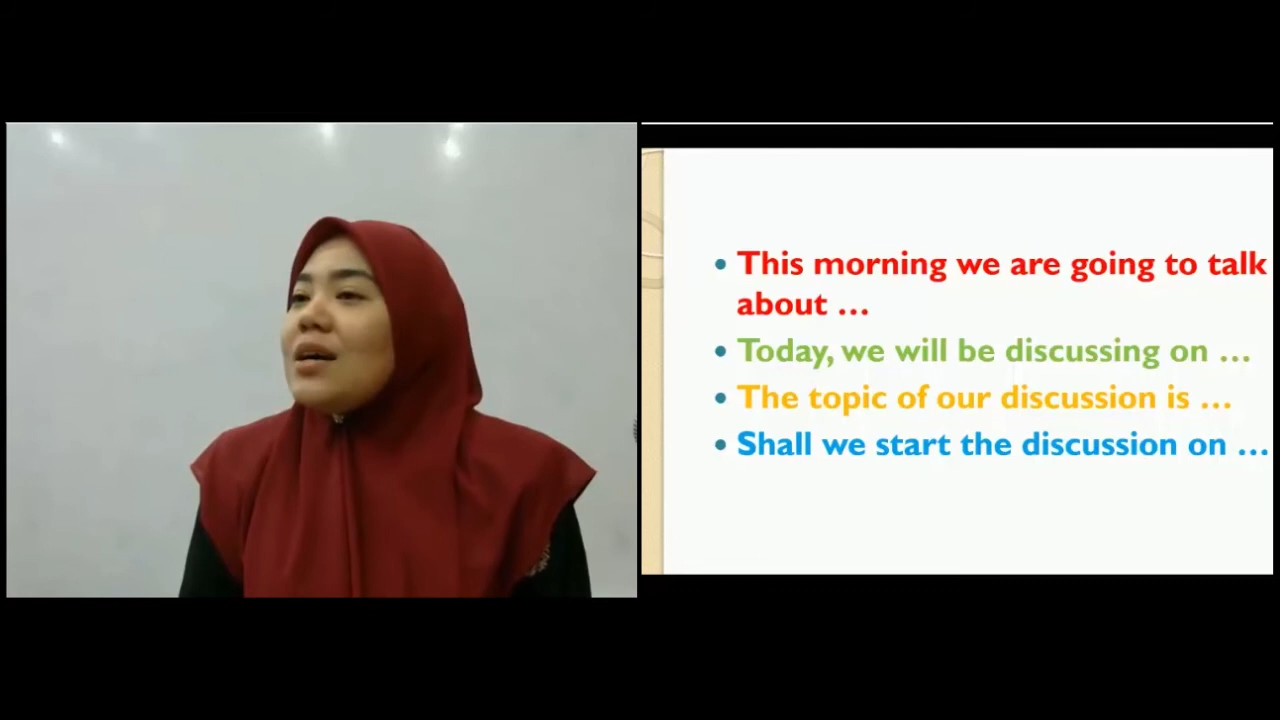 This morning we are going to talk
about ...
Today, we will be discussing on ...
The topic of our discussion is ...
Shall we start the discussion on ...